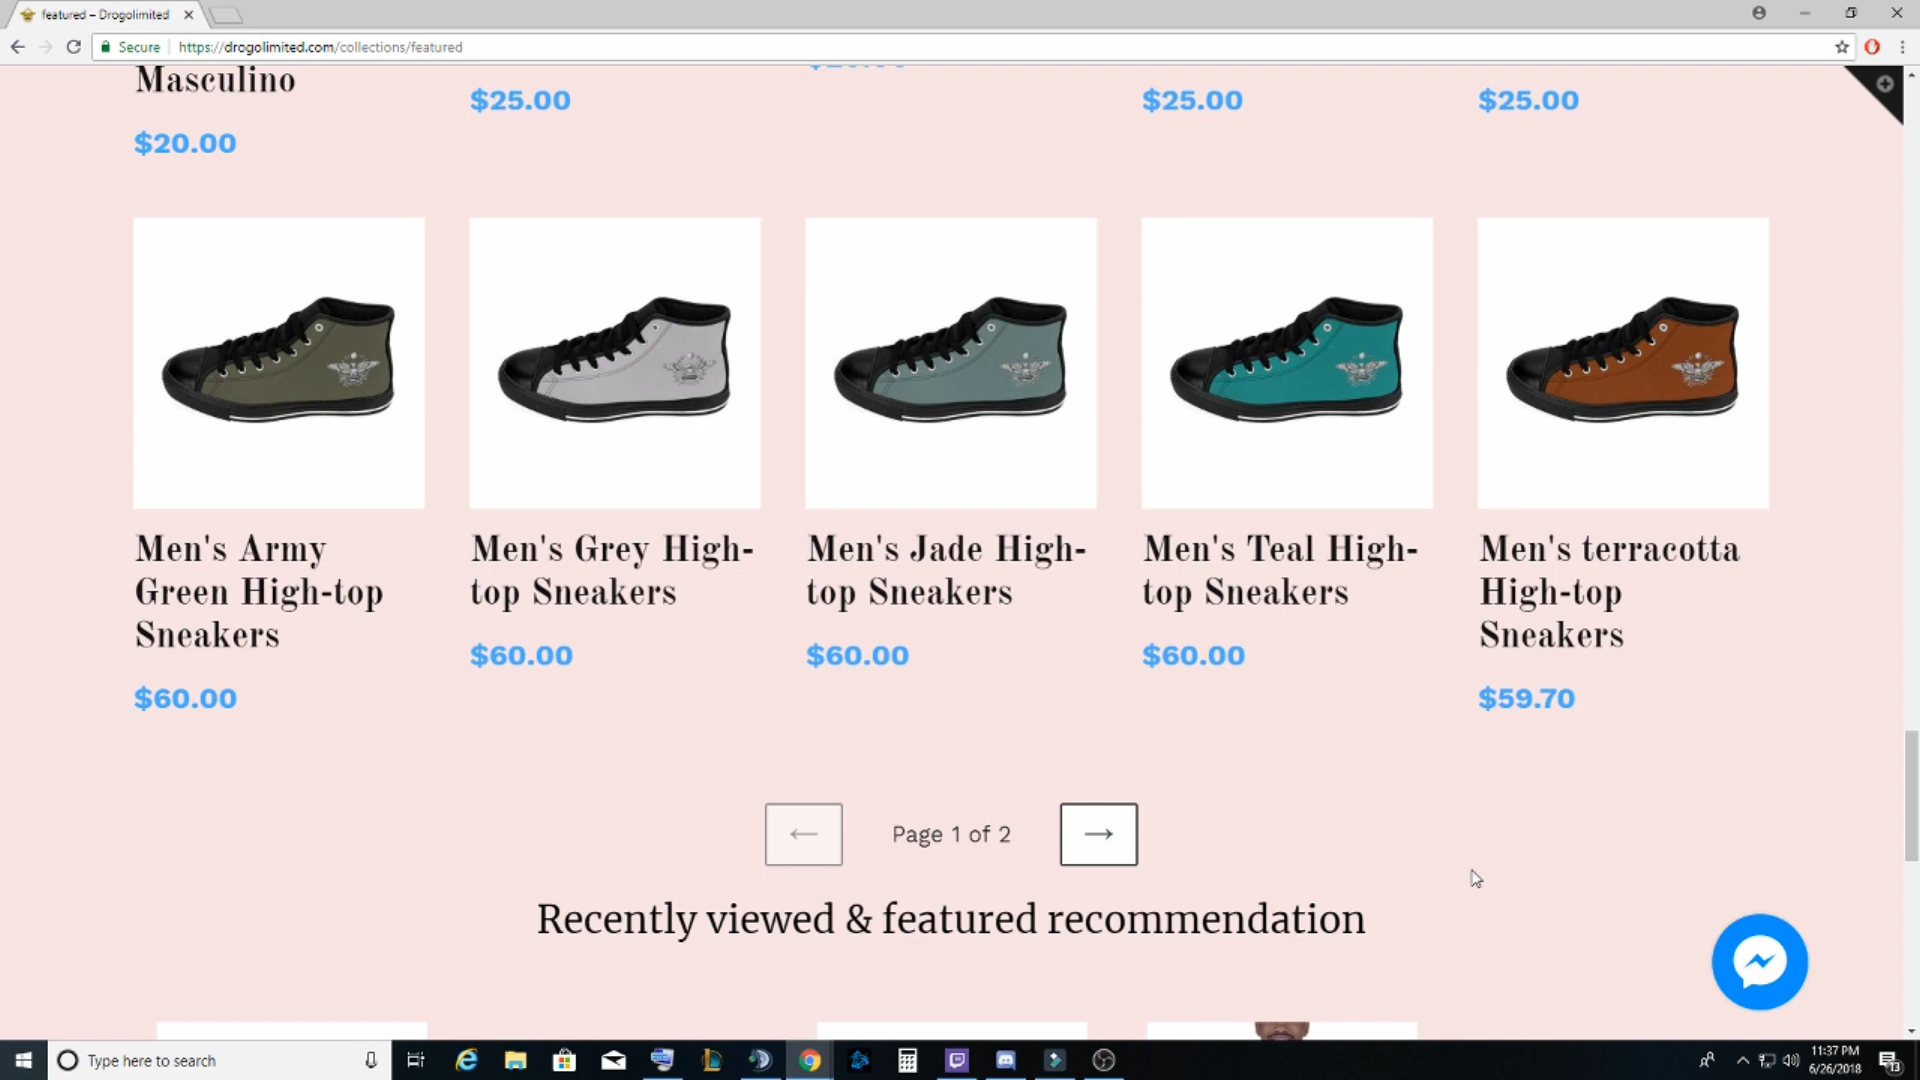 featured – Drogolimited
Secure https://drogolimited.com/collections/featured
Masculino
$20.00
$25.00
$25.00
$25.00
Men's Army
Green High-top
Sneakers
$60.00
Men's Grey High-
top Sneakers
$60.00
Men's Jade High-
top Sneakers
$60.00
Men's Teal High-
top Sneakers
$60.00
Men's terracotta
High-top
Sneakers
$59.70
Page 1 of 2
Recently viewed & featured recommendation
Type here to search
11:37 PM
6/26/2018
13